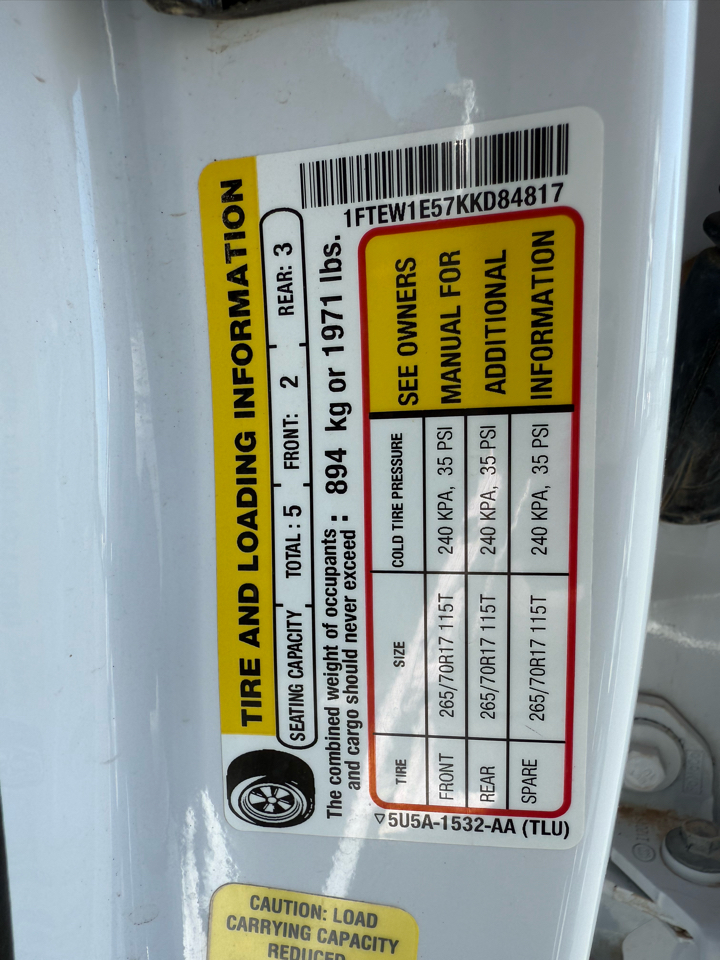 1FTEW1E57KKD84817
TIRE AND LOADING INFORMATION
SEATING CAPACITY TOTAL : 5 FRONT: 2 REAR: 3
The combined weight of occupants
and cargo should never exceed : 894 kg or 1971 lbs.
TIRE SIZE COLD TIRE PRESSURE
FRONT 265/70R17 115T 240 KPA, 35 PSI
REAR 265/70R17 115T 240 KPA, 35 PSI
SPARE 265/70R17 115T 240 KPA, 35 PSI
SEE OWNERS
MANUAL FOR
ADDITIONAL
INFORMATION
▽5U5A-1532-AA (TLU)
CAUTION: LOAD
CARRYING CAPACITY
REDUCED